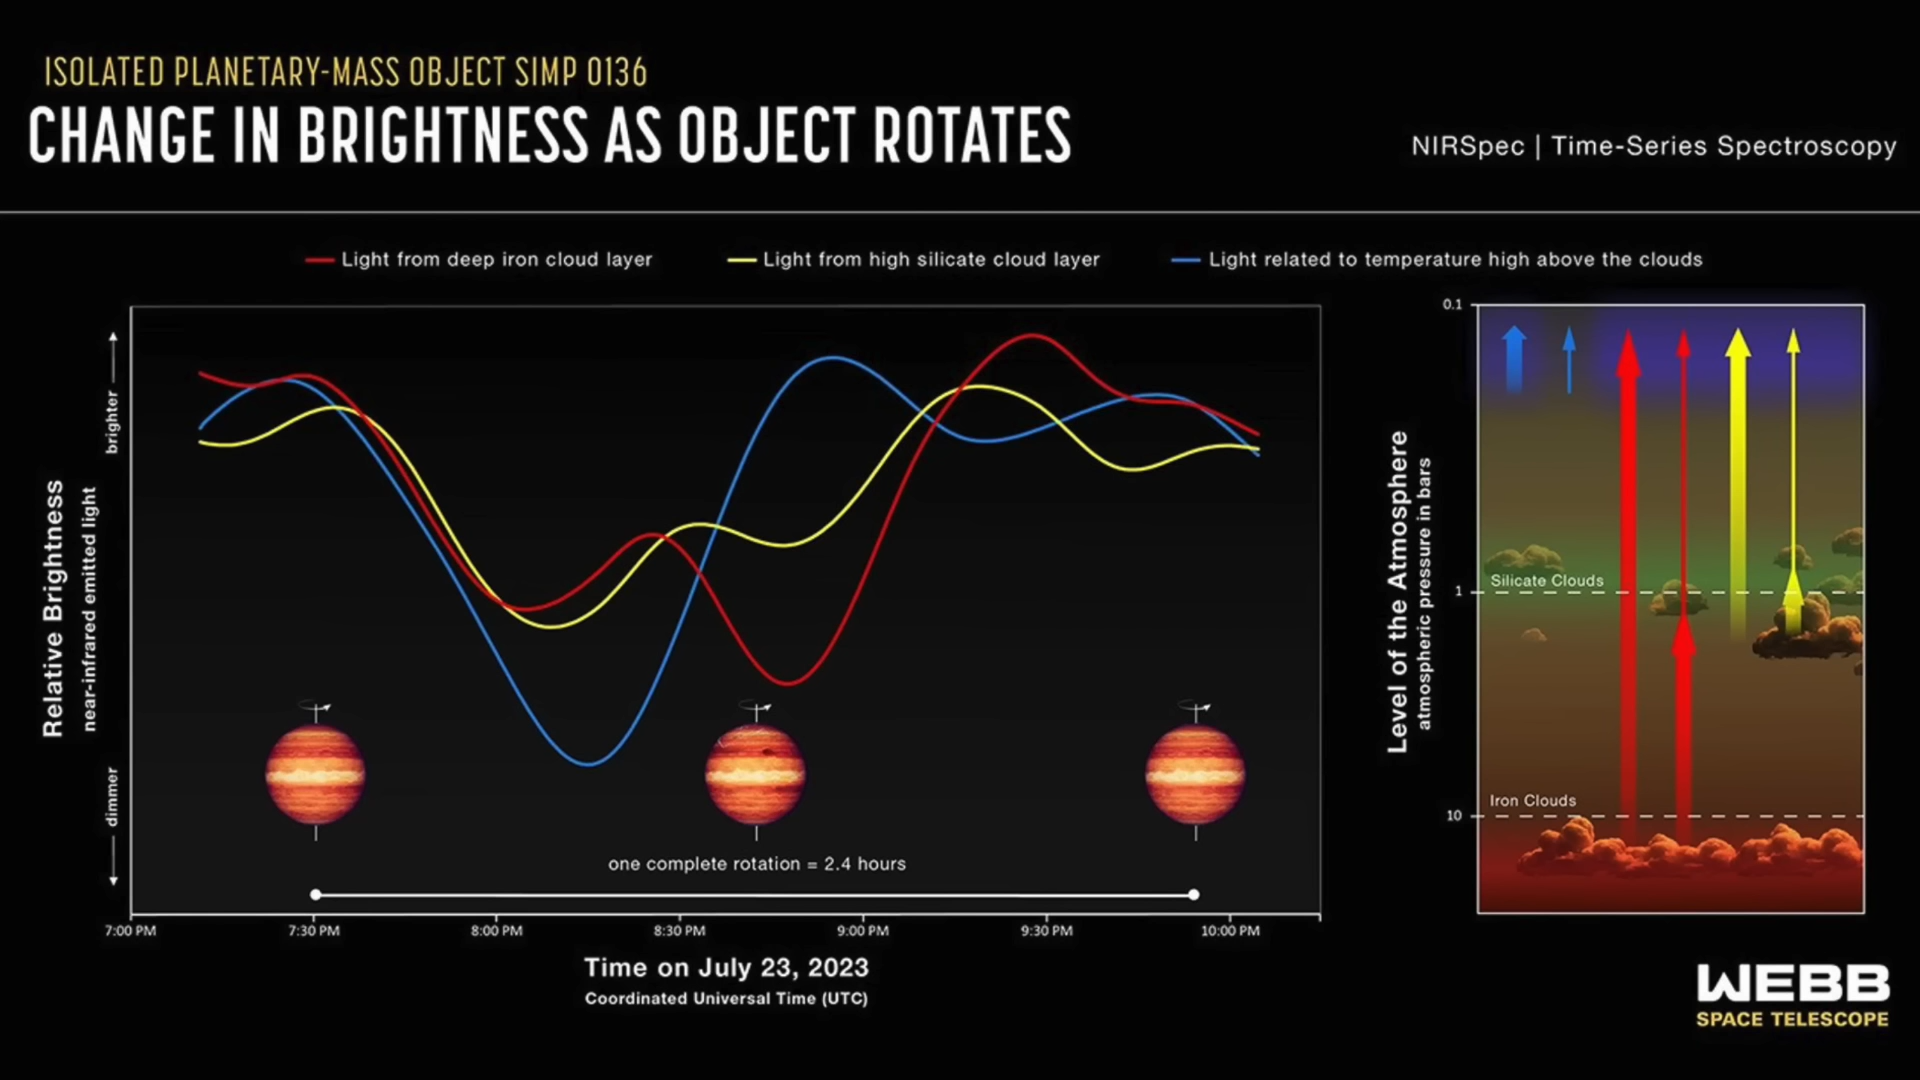 ISOLATED PLANETARY-MASS OBJECT SIMP 0136
CHANGE IN BRIGHTNESS AS OBJECT ROTATES
NIRSpec | Time-Series Spectroscopy
Light from deep iron cloud layer
Light from high silicate cloud layer
Light related to temperature high above the clouds
Relative Brightness
near-infrared emitted light
brighter
dimmer
one complete rotation = 2.4 hours
7:00 PM
7:30 PM
8:00 PM
8:30 PM
9:00 PM
9:30 PM
10:00 PM
Time on July 23, 2023
Coordinated Universal Time (UTC)
Level of the Atmosphere
atmospheric pressure in bars
0.1
1
10
Silicate Clouds
Iron Clouds
WEBB
SPACE TELESCOPE